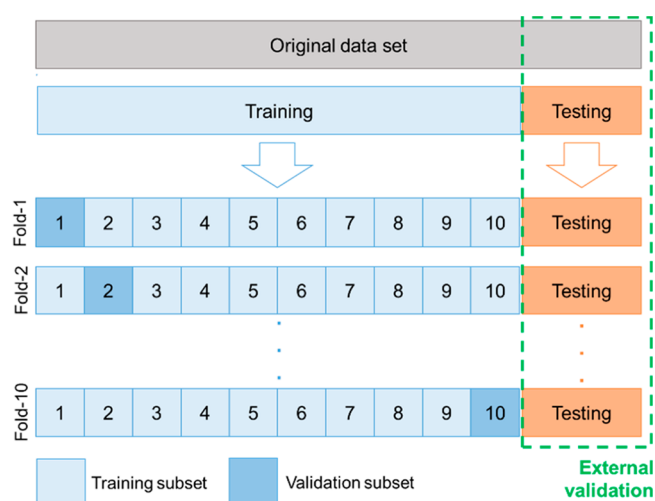 Original data set
Training Testing
Fold-1 1 2 3 4 5 6 7 8 9 10 Testing
Fold-2 1 2 3 4 5 6 7 8 9 10 Testing
Fold-10 1 2 3 4 5 6 7 8 9 10 Testing
Training subset Validation subset
External
validation